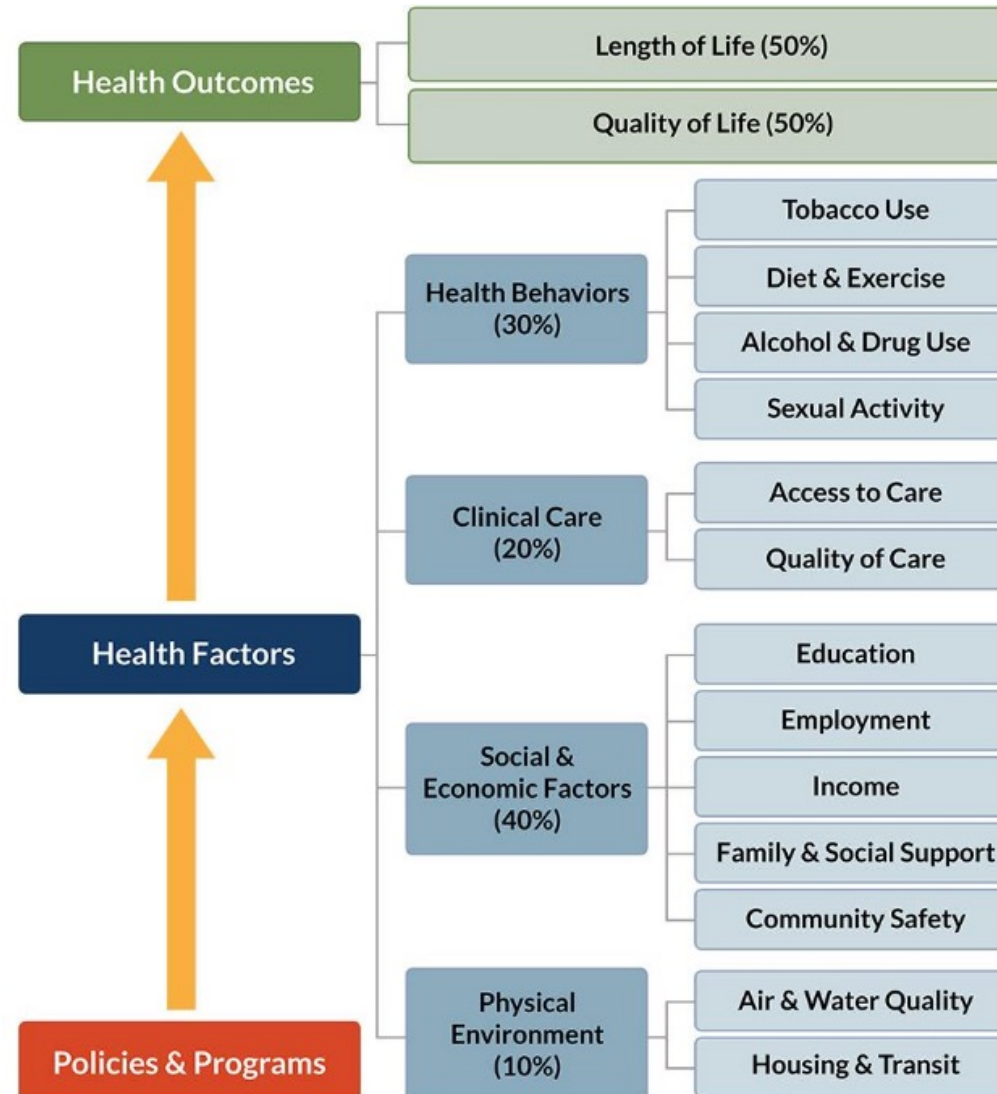 Health Outcomes
Length of Life (50%)
Quality of Life (50%)
Health Behaviors
(30%)
Tobacco Use
Diet & Exercise
Alcohol & Drug Use
Sexual Activity
Clinical Care
(20%)
Access to Care
Quality of Care
Health Factors
Social &
Economic Factors
(40%)
Education
Employment
Income
Family & Social Support
Community Safety
Physical
Environment
(10%)
Air & Water Quality
Housing & Transit
Policies & Programs